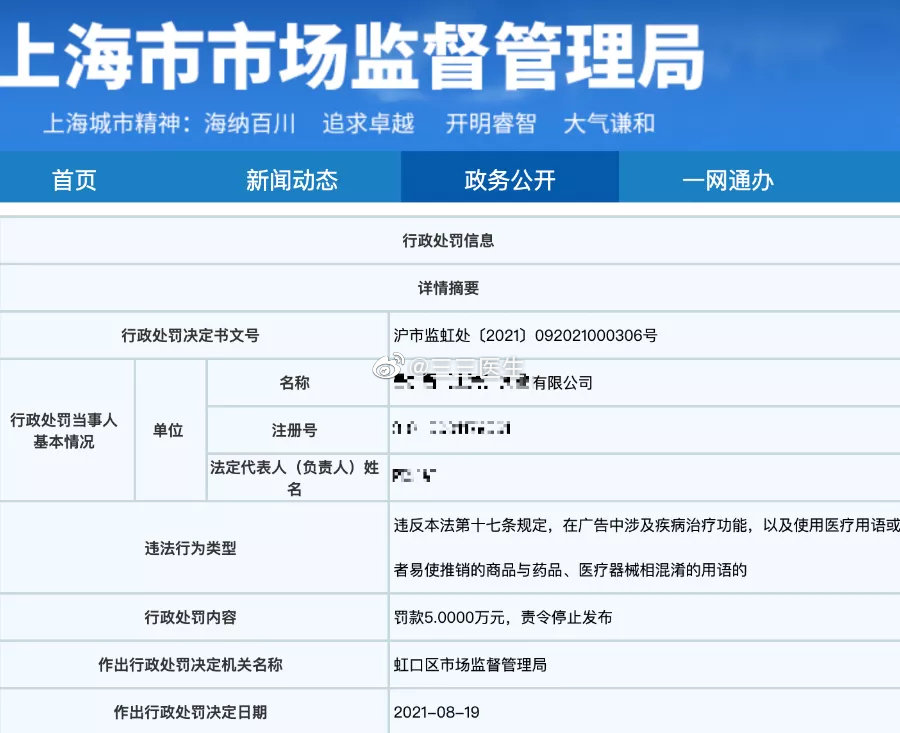 上海市市场监督管理局
上海城市精神：海纳百川 追求卓越 开明睿智 大气谦和
首页 新闻动态 政务公开 一网通办
行政处罚信息
详情摘要
行政处罚决定书文号 沪市监虹处〔2021〕092021000306号
@三三医生
行政处罚当事人
基本情况
单位
名称 有限公司
注册号
法定代表人（负责人）姓
名
违法行为类型
违反本法第十七条规定，在广告中涉及疾病治疗功能，以及使用医疗用语或
者易使推销的商品与药品、医疗器械相混淆的用语的
行政处罚内容 罚款5.0000万元，责令停止发布
作出行政处罚决定机关名称 虹口区市场监督管理局
作出行政处罚决定日期 2021-08-19